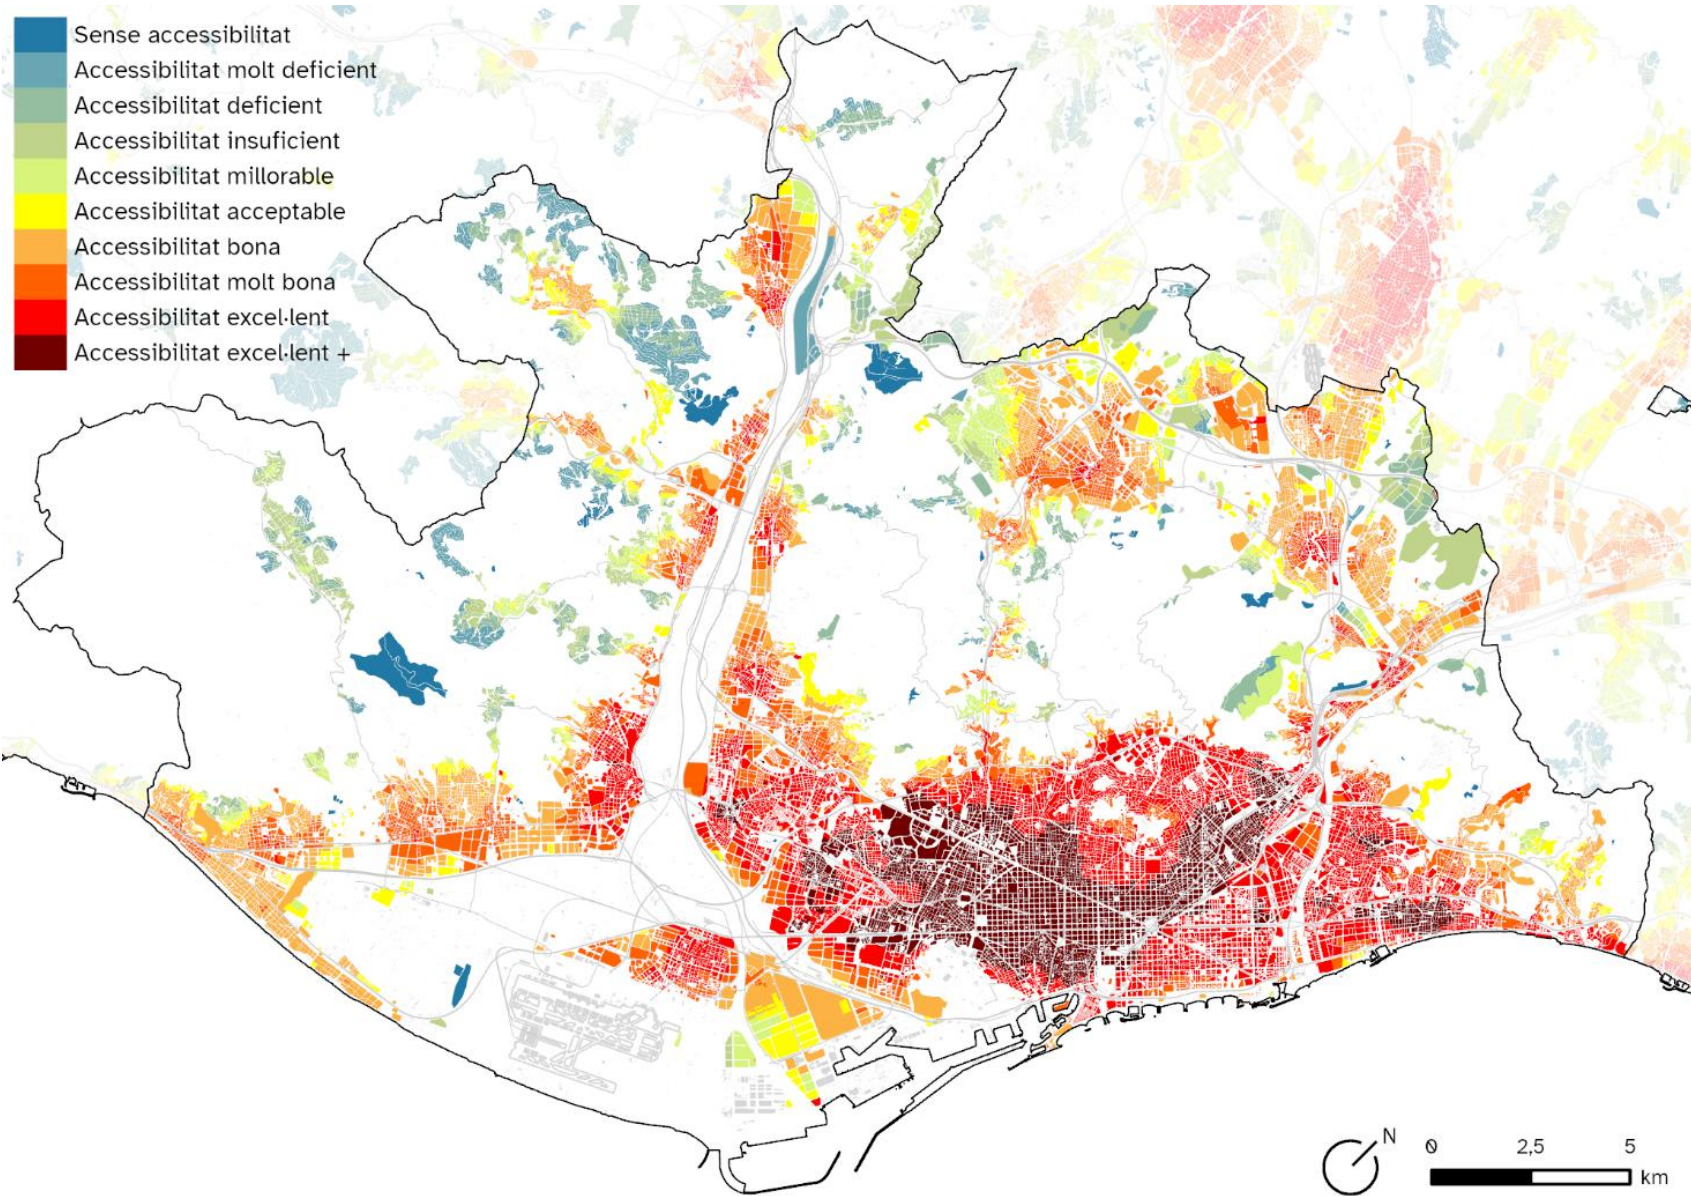 Sense accessibilitat
Accessibilitat molt deficient
Accessibilitat deficient
Accessibilitat insuficient
Accessibilitat millorable
Accessibilitat acceptable
Accessibilitat bona
Accessibilitat molt bona
Accessibilitat excel·lent
Accessibilitat excel·lent +
N
0 2,5 5
km